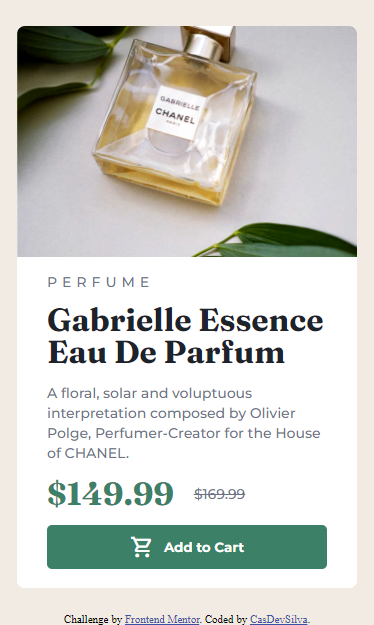 GABRIELLE
CHANEL
PARIS
PERFUME
Gabrielle Essence
Eau De Parfum
A floral, solar and voluptuous
interpretation composed by Olivier
Polge, Perfumer-Creator for the House
of CHANEL.
$149.99 $169.99
Add to Cart
Challenge by Frontend Mentor. Coded by CasDevSilva.